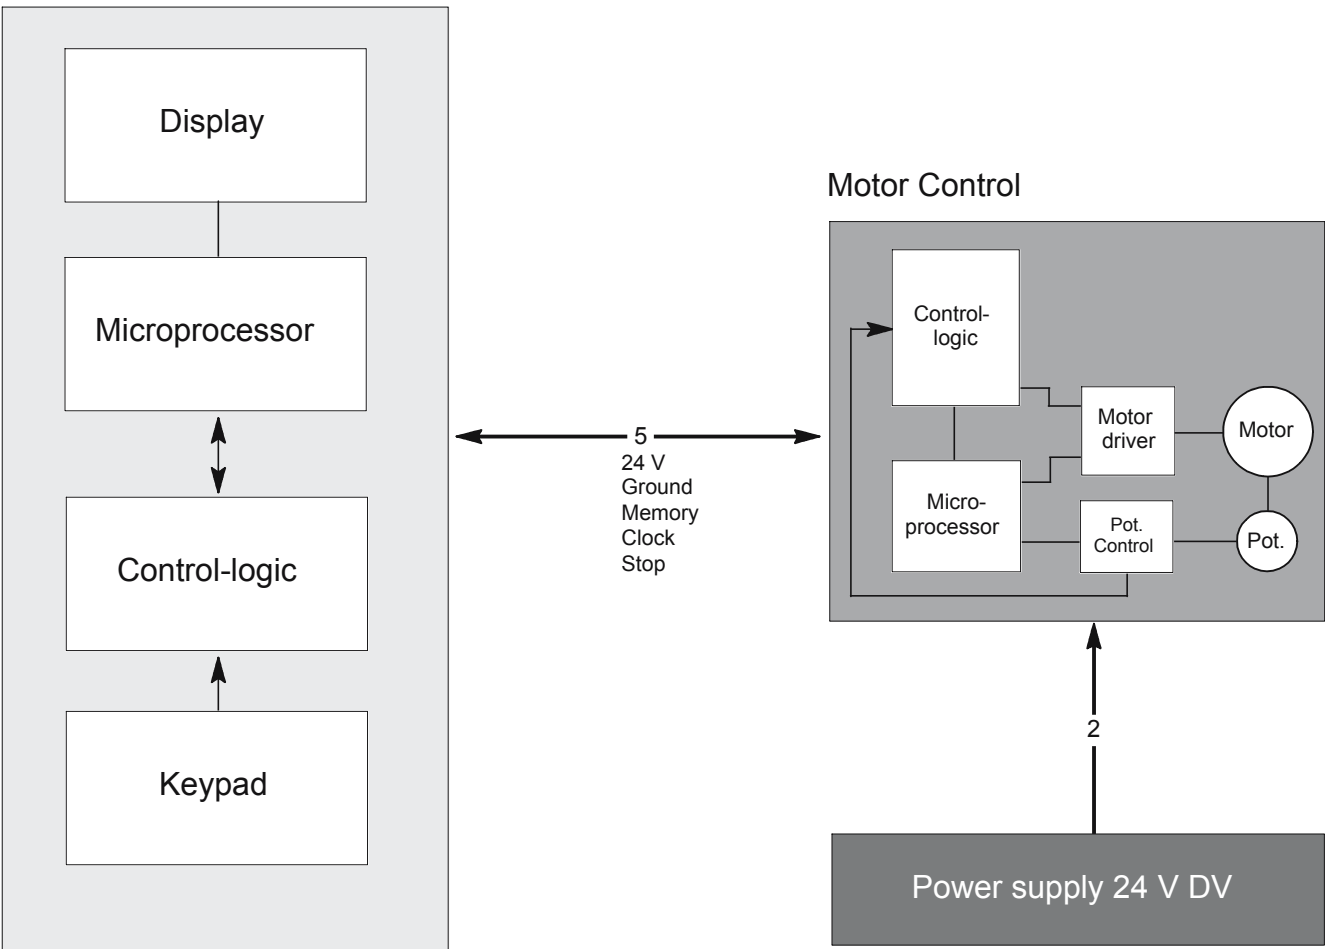 Display
Microprocessor
Control-logic
Keypad
5
24 V
Ground
Memory
Clock
Stop
Motor Control
Control-
logic
Motor
driver
Motor
Micro-
processor
Pot.
Control
Pot.
2
Power supply 24 V DV